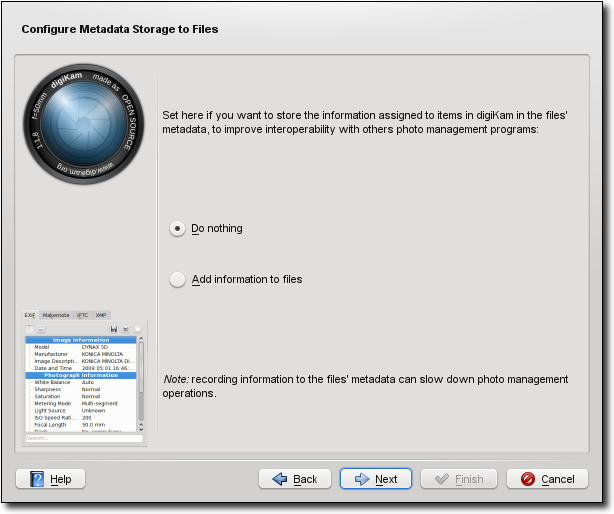 Configure Metadata Storage to Files
f=50mm digiKam made as OPEN SOURCE
1:1.8 www.digikam.org
Set here if you want to store the information assigned to items in digiKam in the files'
metadata, to improve interoperability with others photo management programs:
Do nothing
Add information to files
EXIF Makernote IPTC XMP
Image Information
Model DYNAX 5D
Manufacturer KONICA MINOLTA
Image Descripti... KONICA MINOLTA DI...
Date and Time 2009:05:01 16:46:...
Photograph Information
White Balance Auto
Sharpness Normal
Saturation Normal
Metering Mode Multi-segment
Light Source Unknown
ISO Speed Rati... 200
Focal Length 50.0 mm
Search...
Note: recording information to the files' metadata can slow down photo management
operations.
Help Back Next Finish Cancel